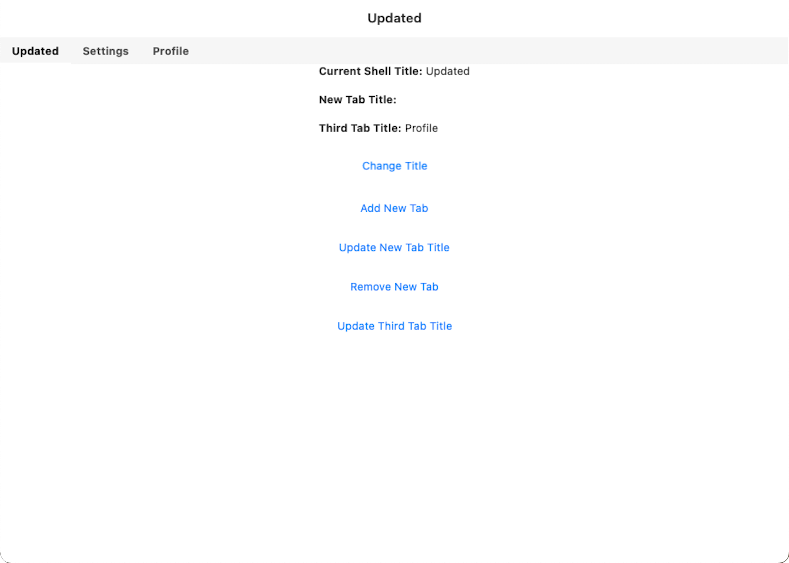 Updated
Updated Settings Profile
Current Shell Title: Updated
New Tab Title:
Third Tab Title: Profile
Change Title
Add New Tab
Update New Tab Title
Remove New Tab
Update Third Tab Title